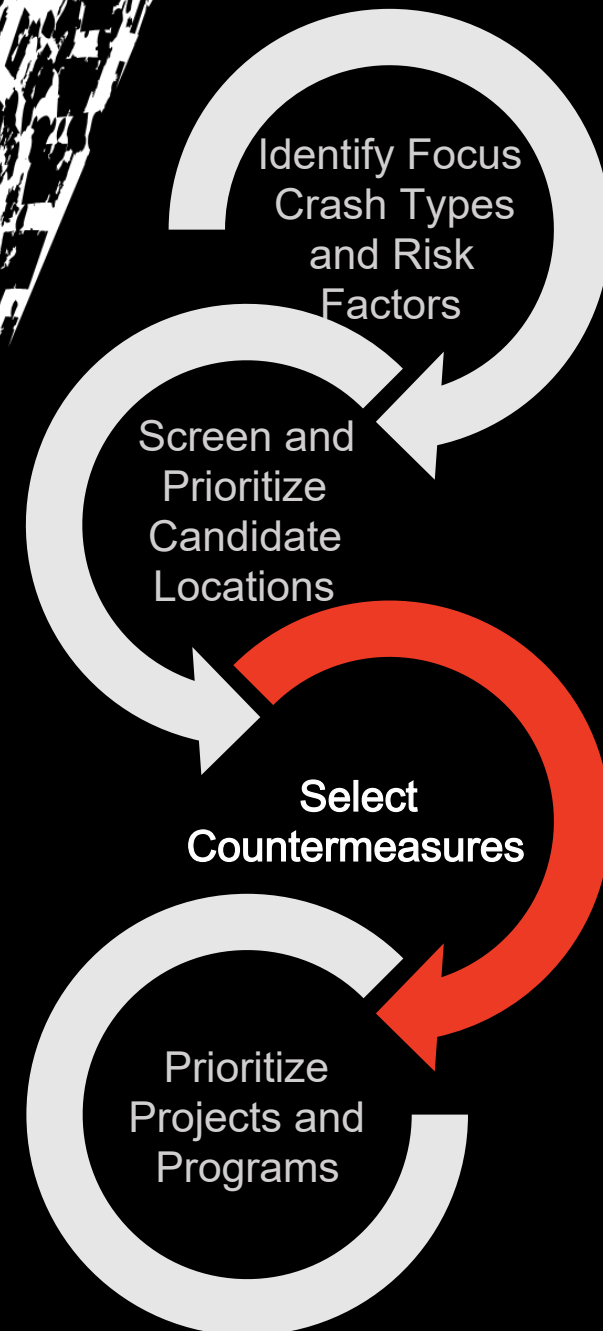 Identify Focus
Crash Types
and Risk
Factors
Screen and
Prioritize
Candidate
Locations
Select
Countermeasures
Prioritize
Projects and
Programs